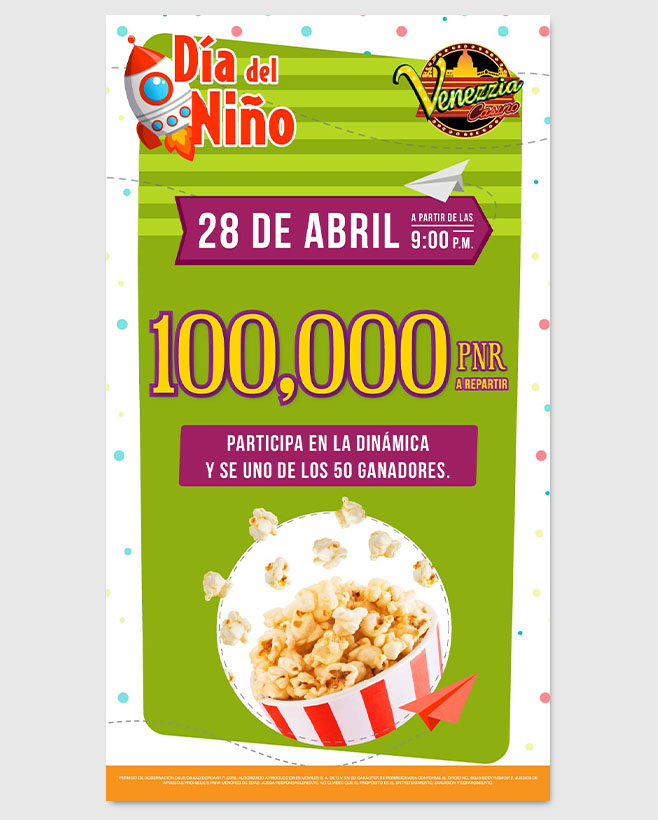 Día del
Niño
Venezzia
Casino
28 DE ABRIL
A PARTIR DE LAS
9:00 P.M.
100,000
PNR
A REPARTIR
PARTICIPA EN LA DINÁMICA
Y SE UNO DE LOS 50 GANADORES.